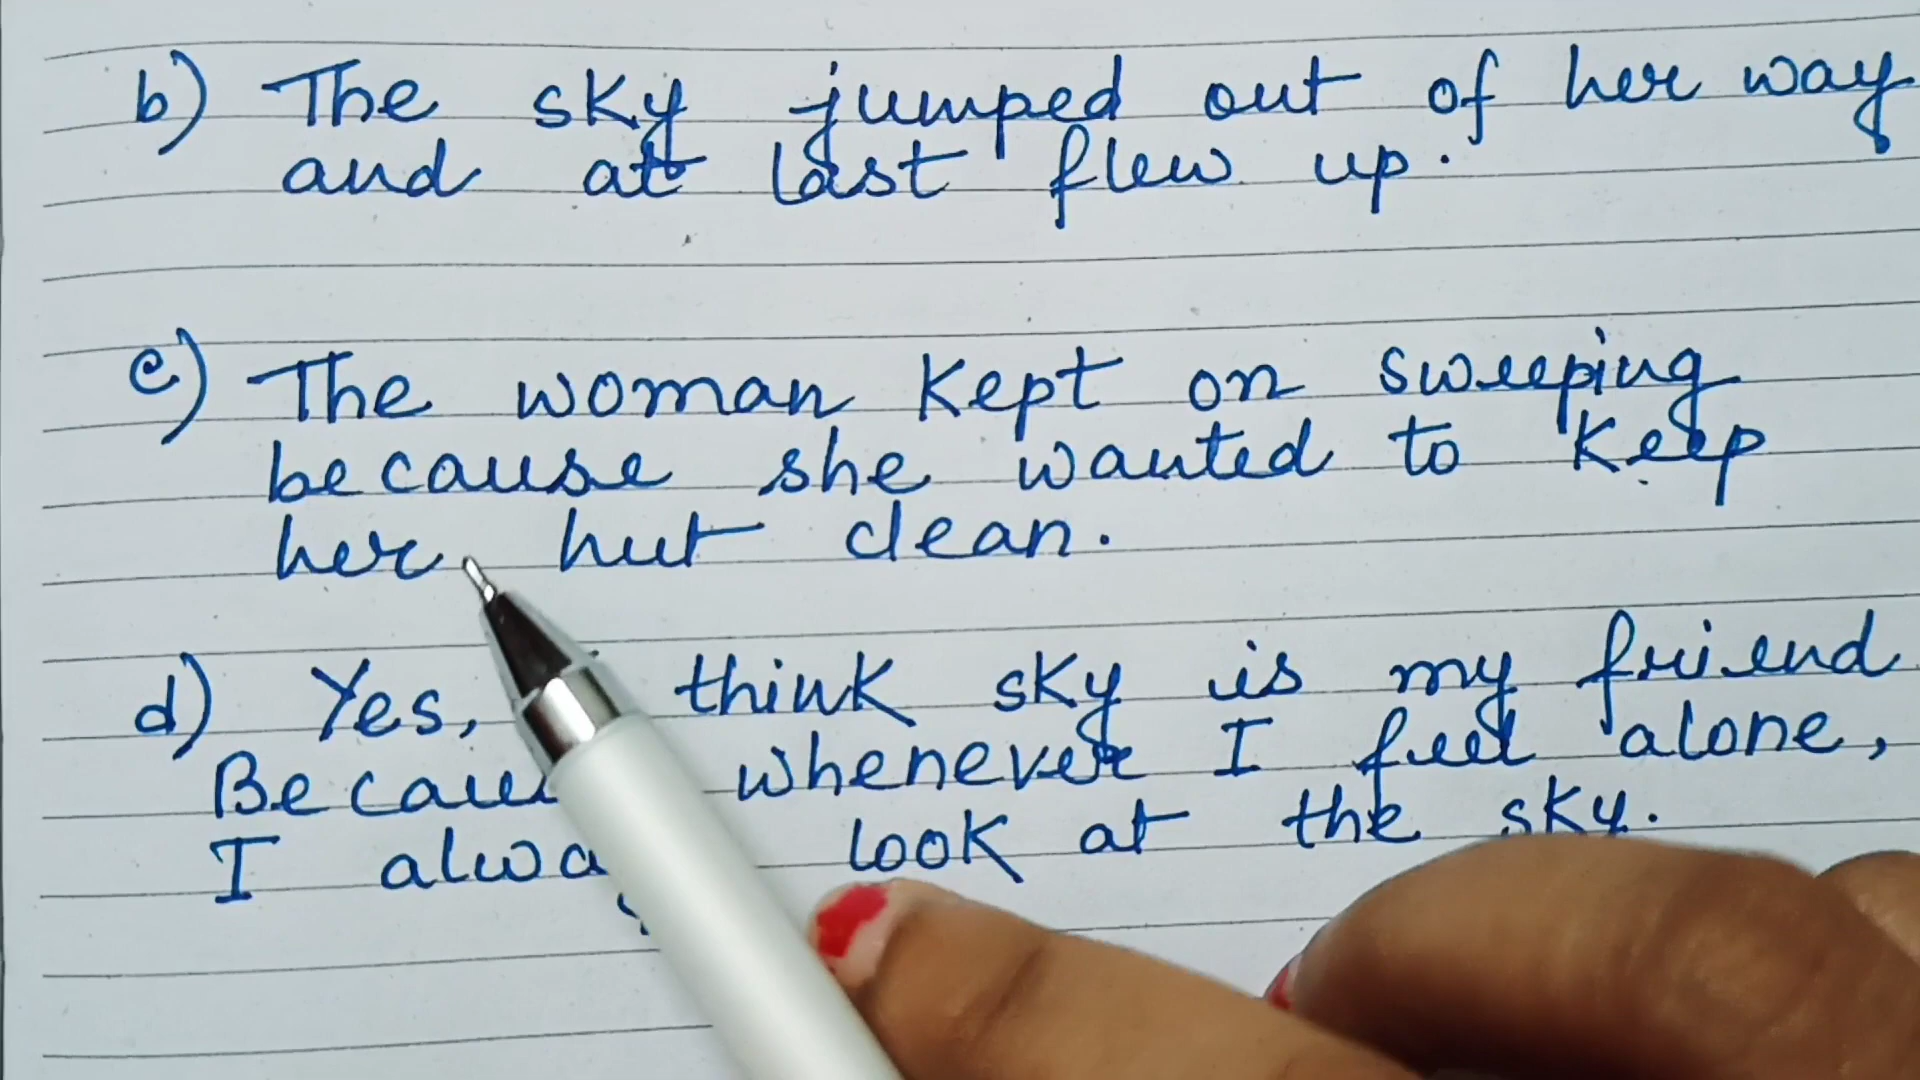 b) The sky jumped out of her way
and at last flew up.
c) The woman kept on sweeping
because she wanted to keep
her hut clean.
d) Yes, think sky is my friend
Because whenever I feel alone,
I always look at the sky.